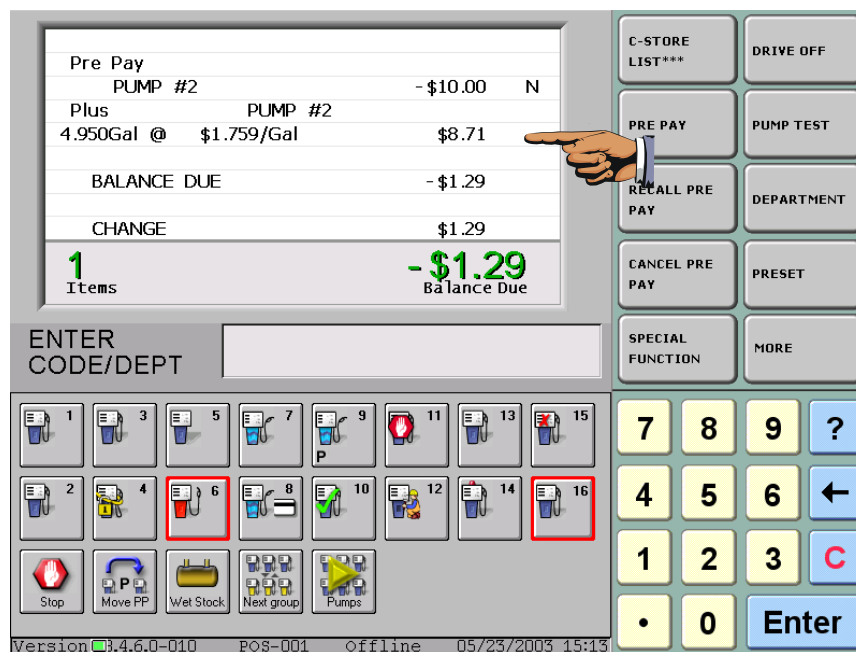 Pre Pay
PUMP #2 -$10.00 N
Plus PUMP #2
4.950Gal @ $1.759/Gal $8.71
BALANCE DUE -$1.29
CHANGE $1.29
1 -$1.29
Items Balance Due
ENTER
CODE/DEPT
C-STORE
LIST***
DRIVE OFF
PRE PAY
PUMP TEST
RECALL PRE
PAY
DEPARTMENT
CANCEL PRE
PAY
PRESET
SPECIAL
FUNCTION
MORE
1 3 5 7 9 11 13 15
P
2 4 6 8 10 12 14 16
Stop
P
Move PP
Wet Stock
Next group
Pumps
7 8 9 ?
4 5 6 ←
1 2 3 C
• 0 Enter
Version 3.4.6.0-010 POS-001 Offline 05/23/2003 15:13